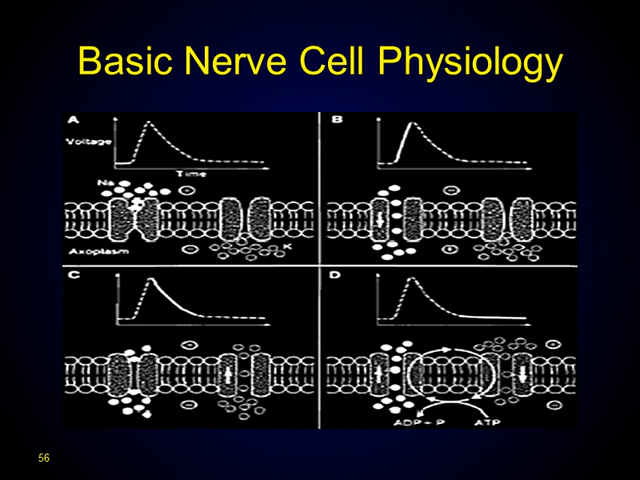 Basic Nerve Cell Physiology
A
B
Voltage
Time
Na
K
Axoplasm
C
D
ADP + P
ATP
56